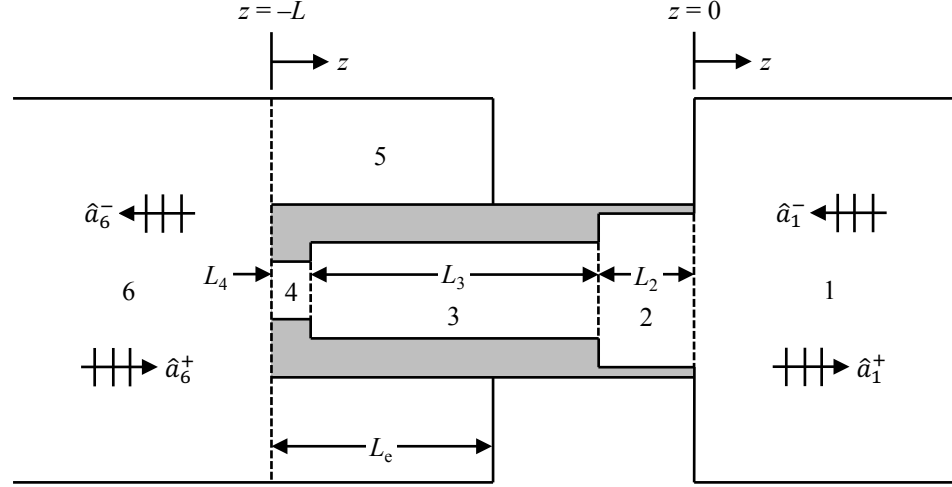 z = –L z = 0
z z
5
â₆⁻ â₁⁻
L₄ L₃ L₂
6 4 3 2 1
â₆⁺ â₁⁺
Lₑ